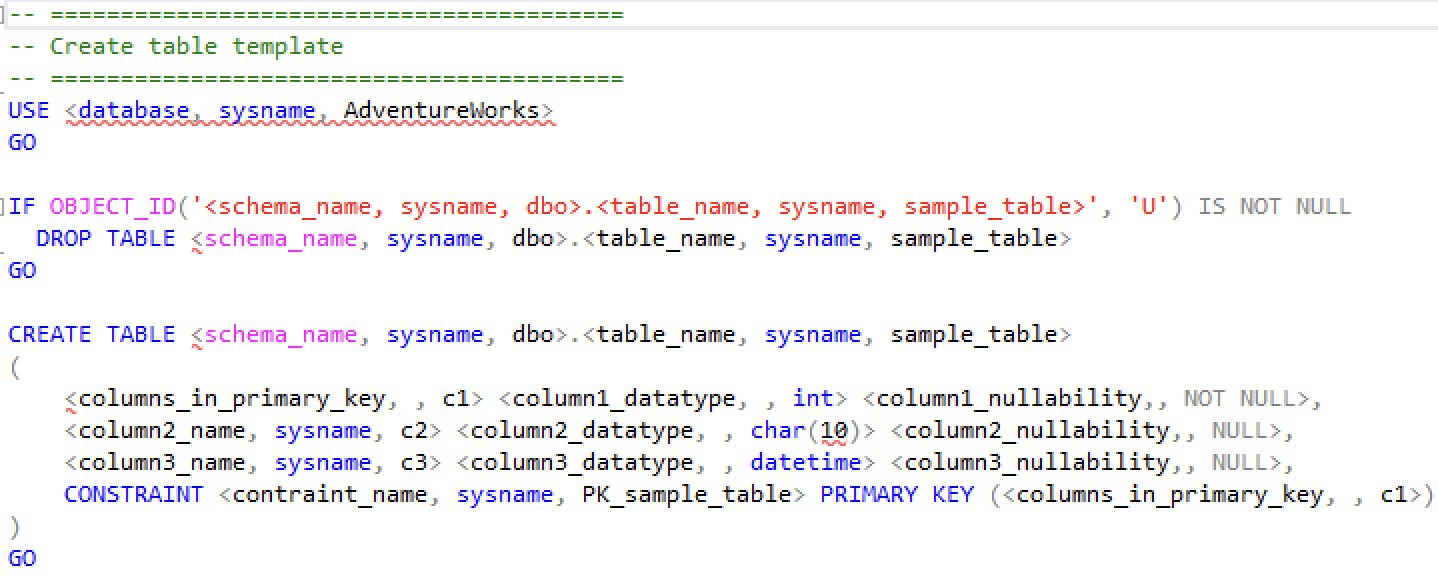 -- =========================================
-- Create table template
-- =========================================
USE <database, sysname, AdventureWorks>
GO

IF OBJECT_ID('<schema_name, sysname, dbo>.<table_name, sysname, sample_table>', 'U') IS NOT NULL
  DROP TABLE <schema_name, sysname, dbo>.<table_name, sysname, sample_table>
GO

CREATE TABLE <schema_name, sysname, dbo>.<table_name, sysname, sample_table>
(
    <columns_in_primary_key, , c1> <column1_datatype, , int> <column1_nullability,, NOT NULL>,
    <column2_name, sysname, c2> <column2_datatype, , char(10)> <column2_nullability,, NULL>,
    <column3_name, sysname, c3> <column3_datatype, , datetime> <column3_nullability,, NULL>,
    CONSTRAINT <contraint_name, sysname, PK_sample_table> PRIMARY KEY (<columns_in_primary_key, , c1>)
)
GO